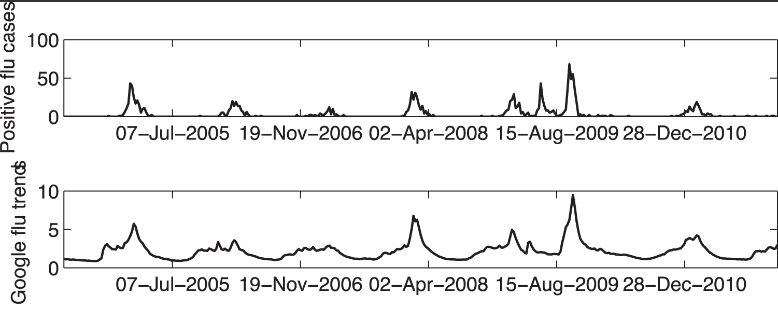 Positive flu cases
100
50
0
07-Jul-2005 19-Nov-2006 02-Apr-2008 15-Aug-2009 28-Dec-2010
Google flu trends
10
5
0
07-Jul-2005 19-Nov-2006 02-Apr-2008 15-Aug-2009 28-Dec-2010